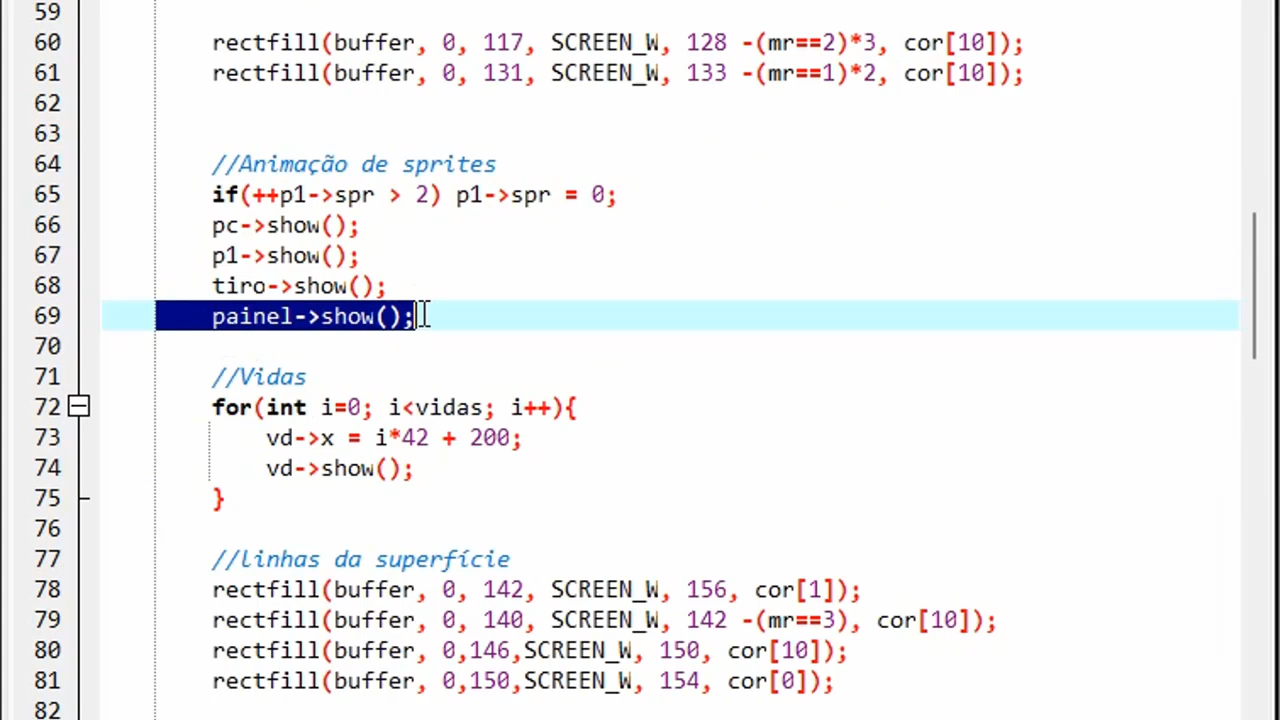 59
60 rectfill(buffer, 0, 117, SCREEN_W, 128 -(mr==2)*3, cor[10]);
61 rectfill(buffer, 0, 131, SCREEN_W, 133 -(mr==1)*2, cor[10]);
62
63
64 //Animação de sprites
65 if(++p1->spr > 2) p1->spr = 0;
66 pc->show();
67 p1->show();
68 tiro->show();
69 painel->show();
70
71 //Vidas
72 for(int i=0; i<vidas; i++){
73 vd->x = i*42 + 200;
74 vd->show();
75 }
76
77 //linhas da superfície
78 rectfill(buffer, 0, 142, SCREEN_W, 156, cor[1]);
79 rectfill(buffer, 0, 140, SCREEN_W, 142 -(mr==3), cor[10]);
80 rectfill(buffer, 0,146,SCREEN_W, 150, cor[10]);
81 rectfill(buffer, 0,150,SCREEN_W, 154, cor[0]);
82